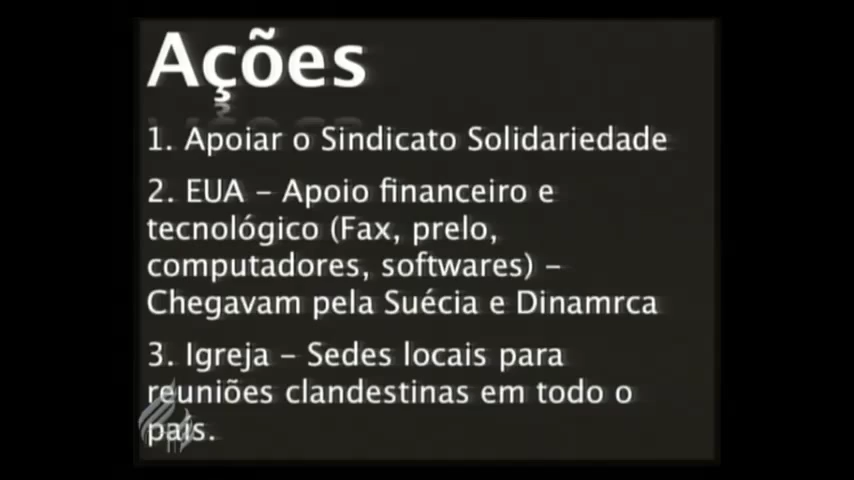 Ações
1. Apoiar o Sindicato Solidariedade
2. EUA – Apoio financeiro e
tecnológico (Fax, prelo,
computadores, softwares) –
Chegavam pela Suécia e Dinamrca
3. Igreja – Sedes locais para
reuniões clandestinas em todo o
país.